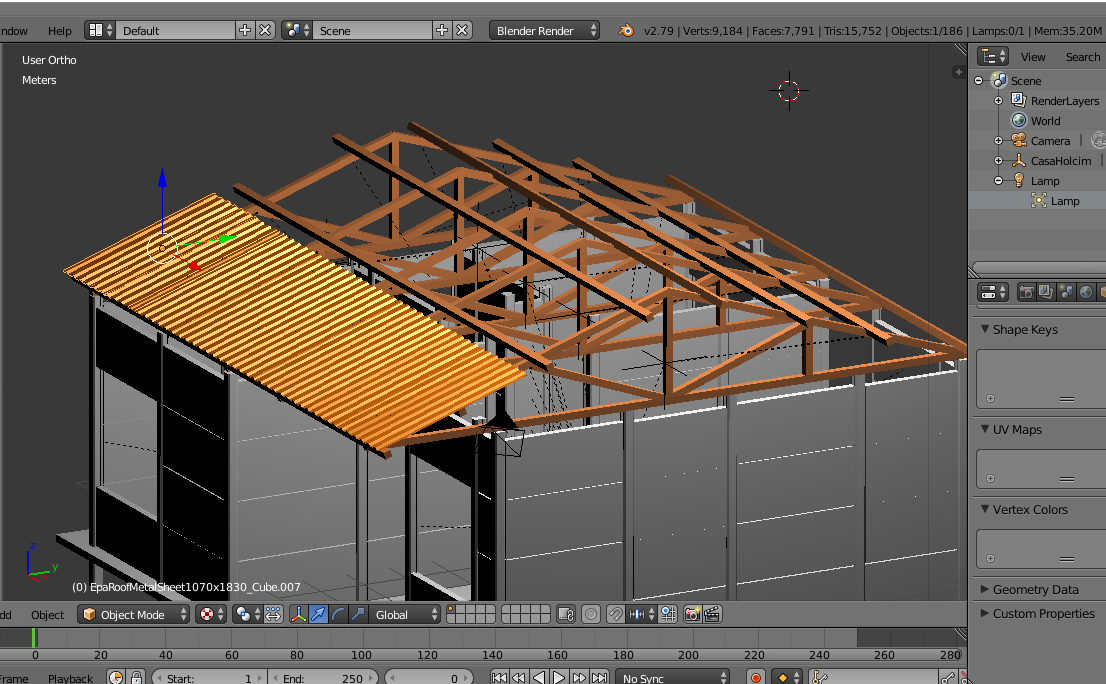 ndow Help Default Scene Blender Render v2.79 | Verts:9,184 | Faces:7,791 | Tris:15,752 | Objects:1/186 | Lamps:0/1 | Mem:35.20M
User Ortho
Meters
View Search
Scene
RenderLayers
World
Camera
CasaHolcim
Lamp
Lamp
Shape Keys
UV Maps
Vertex Colors
Geometry Data
Custom Properties
z
y
(0) EpaRoofMetalSheet1070x1830_Cube.007
dd Object Object Mode Global
0 20 40 60 80 100 120 140 160 180 200 220 240 260 280
rame Playback Start: 1 End: 250 0 No Sync